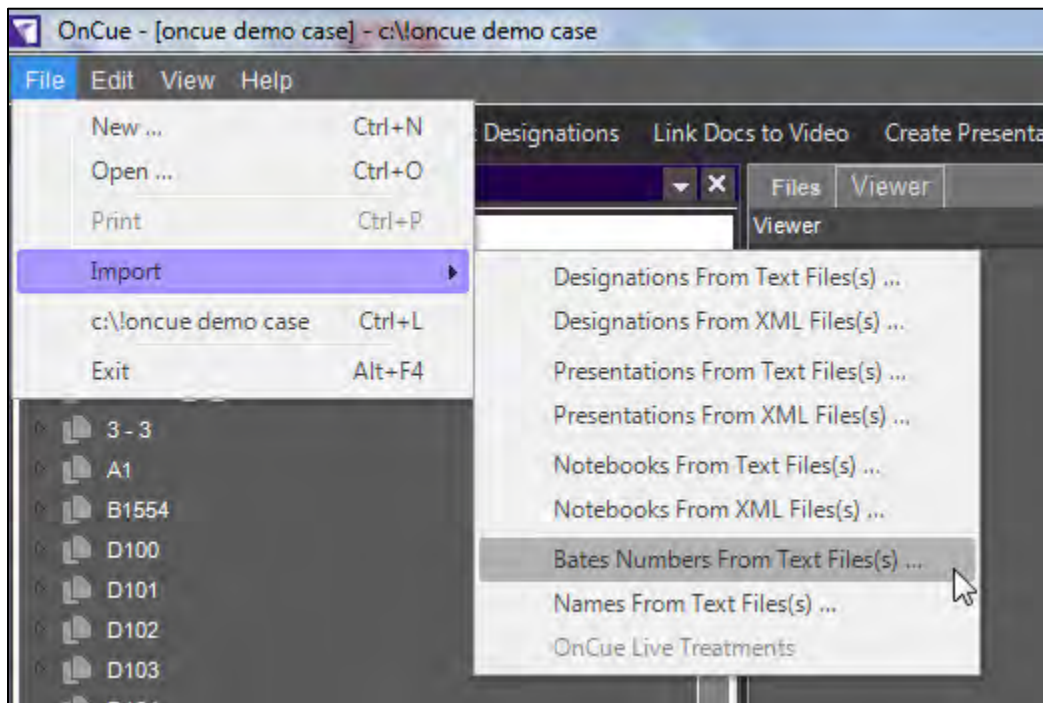 OnCue - [oncue demo case] - c:\!oncue demo case
File Edit View Help
New ... Ctrl+N
Open ... Ctrl+O
Print Ctrl+P
Import
c:\!oncue demo case Ctrl+L
Exit Alt+F4
Designations Link Docs to Video Create
Files Viewer
Viewer
Designations From Text Files(s) ...
Designations From XML Files(s) ...
Presentations From Text Files(s) ...
Presentations From XML Files(s) ...
Notebooks From Text Files(s) ...
Notebooks From XML Files(s) ...
Bates Numbers From Text Files(s) ...
Names From Text Files(s) ...
OnCue Live Treatments
3 - 3
A1
B1554
D100
D101
D102
D103